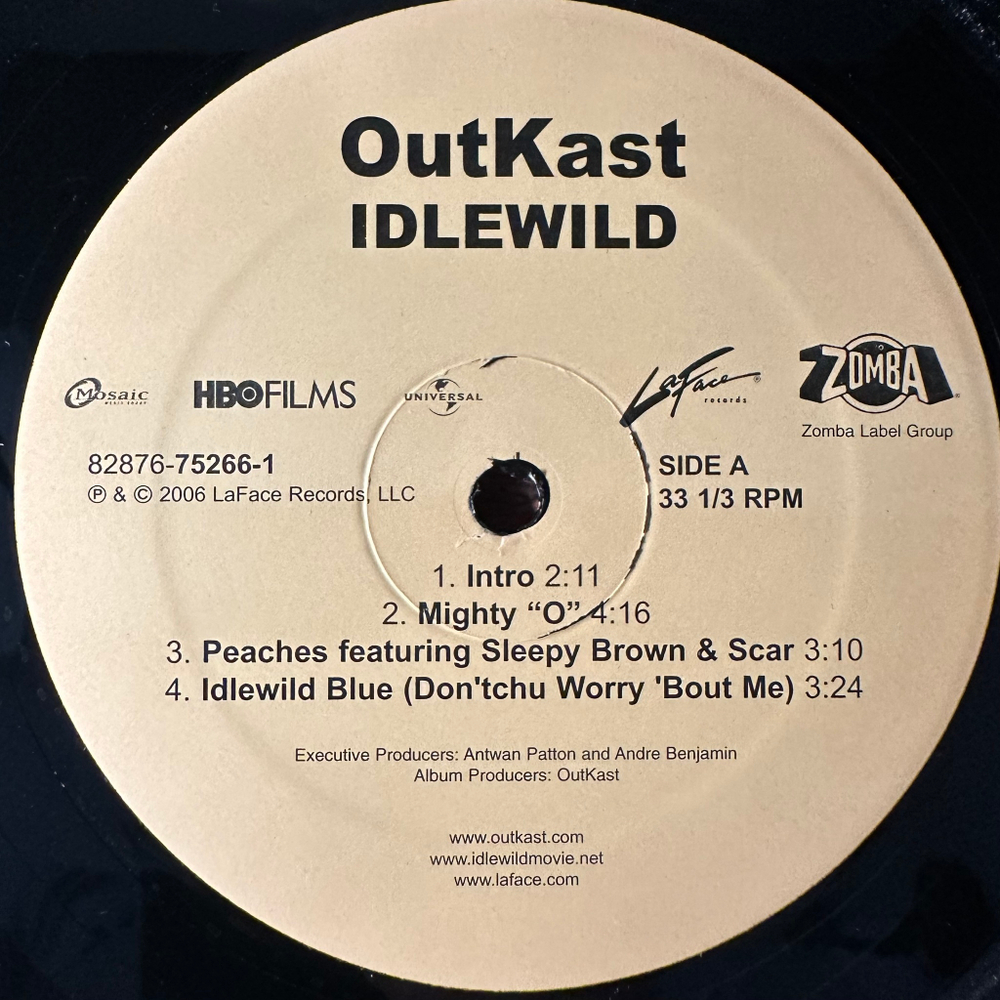 OutKast
IDLEWILD
Mosaic
HBO FILMS
UNIVERSAL
LaFace®
records
ZOMBA®
Zomba Label Group
82876-75266-1
℗ & © 2006 LaFace Records, LLC
SIDE A
33 1/3 RPM
1. Intro 2:11
2. Mighty “O” 4:16
3. Peaches featuring Sleepy Brown & Scar 3:10
4. Idlewild Blue (Don'tchu Worry 'Bout Me) 3:24
Executive Producers: Antwan Patton and Andre Benjamin
Album Producers: OutKast
www.outkast.com
www.idlewildmovie.net
www.laface.com